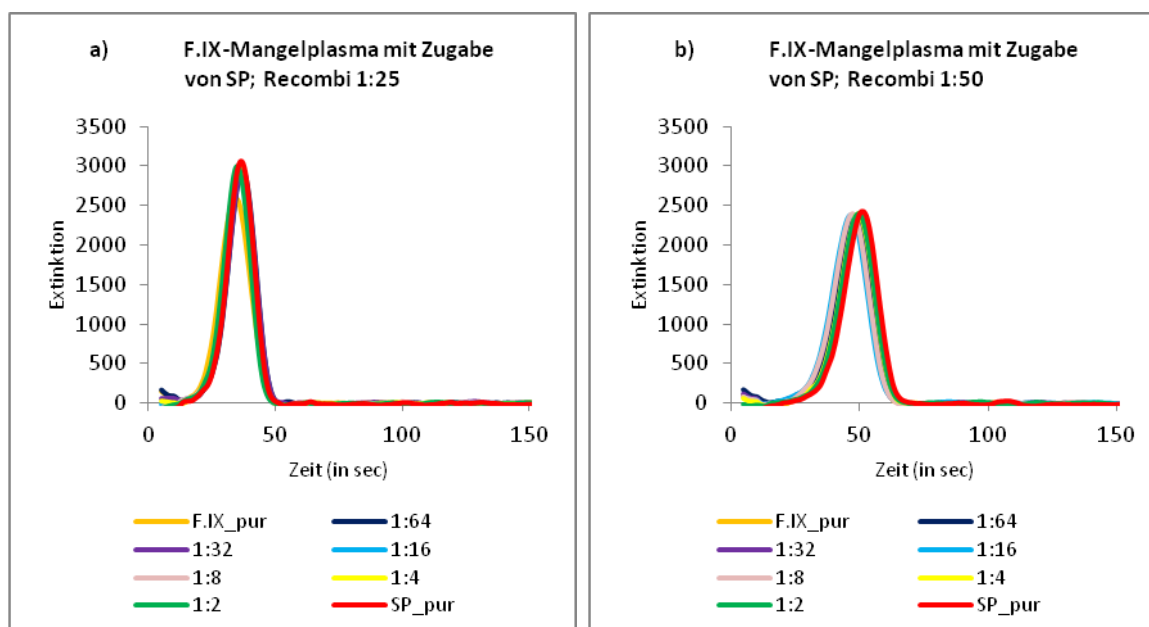 a) F.IX-Mangelplasma mit Zugabe
von SP; Recombi 1:25
3500
3000
2500
2000
1500
1000
500
0
Extinktion
0 50 100 150
Zeit (in sec)
F.IX_pur 1:64
1:32 1:16
1:8 1:4
1:2 SP_pur
b) F.IX-Mangelplasma mit Zugabe
von SP; Recombi 1:50
3500
3000
2500
2000
1500
1000
500
0
Extinktion
0 50 100 150
Zeit (in sec)
F.IX_pur 1:64
1:32 1:16
1:8 1:4
1:2 SP_pur